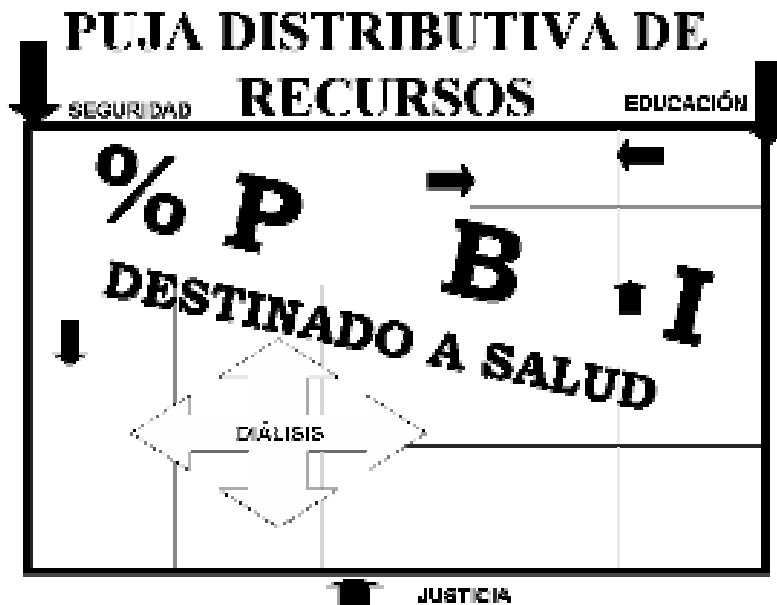 PUJA DISTRIBUTIVA DE
RECURSOS
SEGURIDAD
EDUCACIÓN
% P B I
DESTINADO A SALUD
DIÁLISIS
JUSTICIA